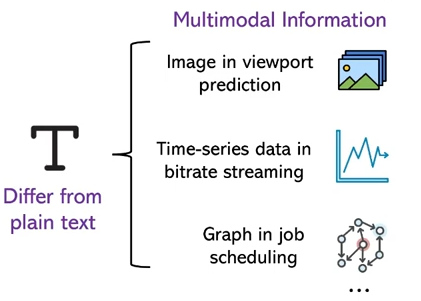 Multimodal Information
Image in viewport
prediction
T
Differ from
plain text
Time-series data in
bitrate streaming
Graph in job
scheduling
...